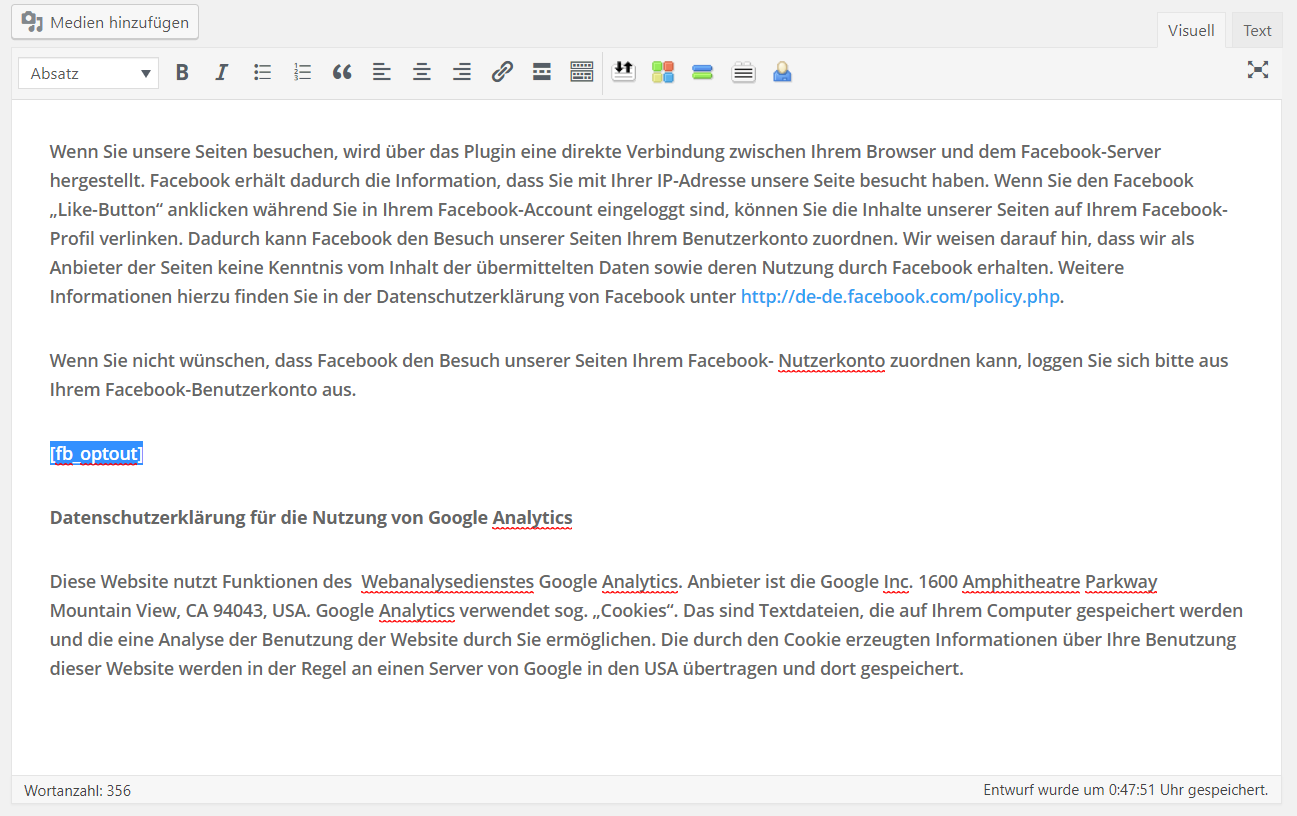 Medien hinzufügen
Visuell
Text
Absatz
B I
Wenn Sie unsere Seiten besuchen, wird über das Plugin eine direkte Verbindung zwischen Ihrem Browser und dem Facebook-Server
hergestellt. Facebook erhält dadurch die Information, dass Sie mit Ihrer IP-Adresse unsere Seite besucht haben. Wenn Sie den Facebook
„Like-Button“ anklicken während Sie in Ihrem Facebook-Account eingeloggt sind, können Sie die Inhalte unserer Seiten auf Ihrem Facebook-
Profil verlinken. Dadurch kann Facebook den Besuch unserer Seiten Ihrem Benutzerkonto zuordnen. Wir weisen darauf hin, dass wir als
Anbieter der Seiten keine Kenntnis vom Inhalt der übermittelten Daten sowie deren Nutzung durch Facebook erhalten. Weitere
Informationen hierzu finden Sie in der Datenschutzerklärung von Facebook unter http://de-de.facebook.com/policy.php.
Wenn Sie nicht wünschen, dass Facebook den Besuch unserer Seiten Ihrem Facebook- Nutzerkonto zuordnen kann, loggen Sie sich bitte aus
Ihrem Facebook-Benutzerkonto aus.
[fb_optout]
Datenschutzerklärung für die Nutzung von Google Analytics
Diese Website nutzt Funktionen des  Webanalysedienstes Google Analytics. Anbieter ist die Google Inc. 1600 Amphitheatre Parkway
Mountain View, CA 94043, USA. Google Analytics verwendet sog. „Cookies“. Das sind Textdateien, die auf Ihrem Computer gespeichert werden
und die eine Analyse der Benutzung der Website durch Sie ermöglichen. Die durch den Cookie erzeugten Informationen über Ihre Benutzung
dieser Website werden in der Regel an einen Server von Google in den USA übertragen und dort gespeichert.
Wortanzahl: 356
Entwurf wurde um 0:47:51 Uhr gespeichert.